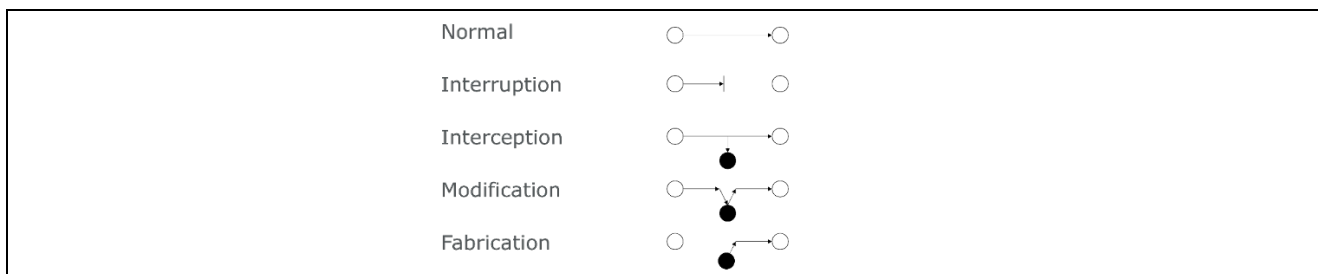 Normal
Interruption
Interception
Modification
Fabrication